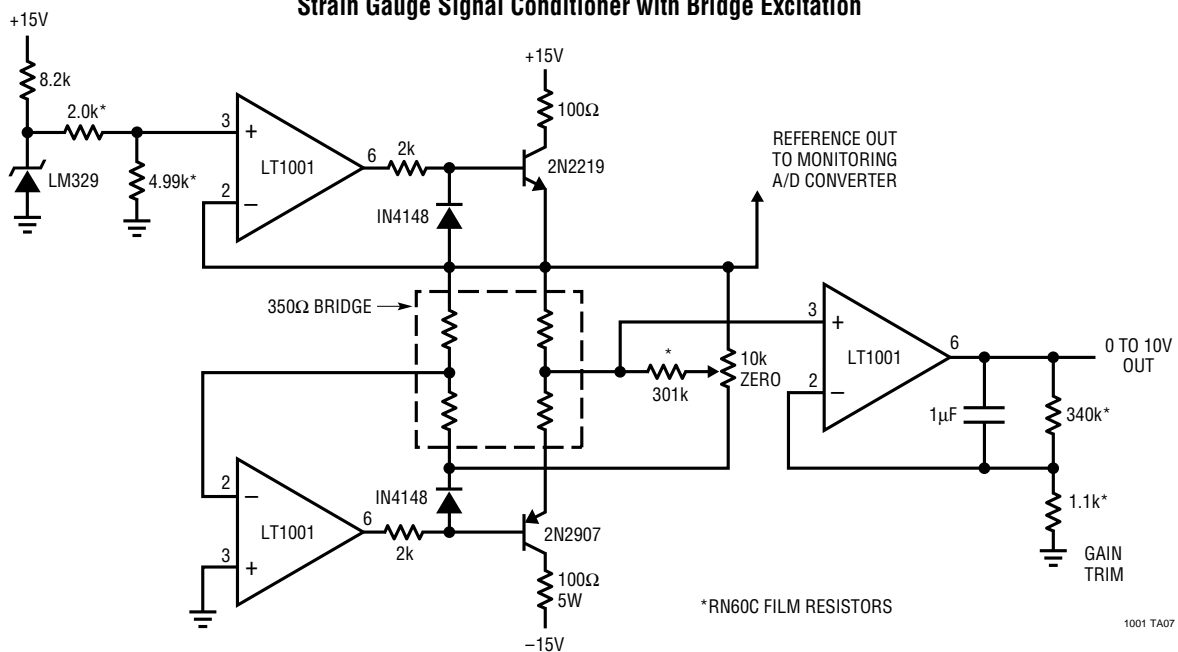 Strain Gauge Signal Conditioner with Bridge Excitation
+15V
8.2k
2.0k*
LM329
4.99k*
3
+
2
–
LT1001
6
2k
IN4148
+15V
100Ω
2N2219
REFERENCE OUT
TO MONITORING
A/D CONVERTER
350Ω BRIDGE
*
301k
10k
ZERO
3
+
2
–
LT1001
6
0 TO 10V
OUT
1µF
340k*
1.1k*
GAIN
TRIM
2
–
3
+
LT1001
6
2k
IN4148
2N2907
100Ω
5W
–15V
*RN60C FILM RESISTORS
1001 TA07